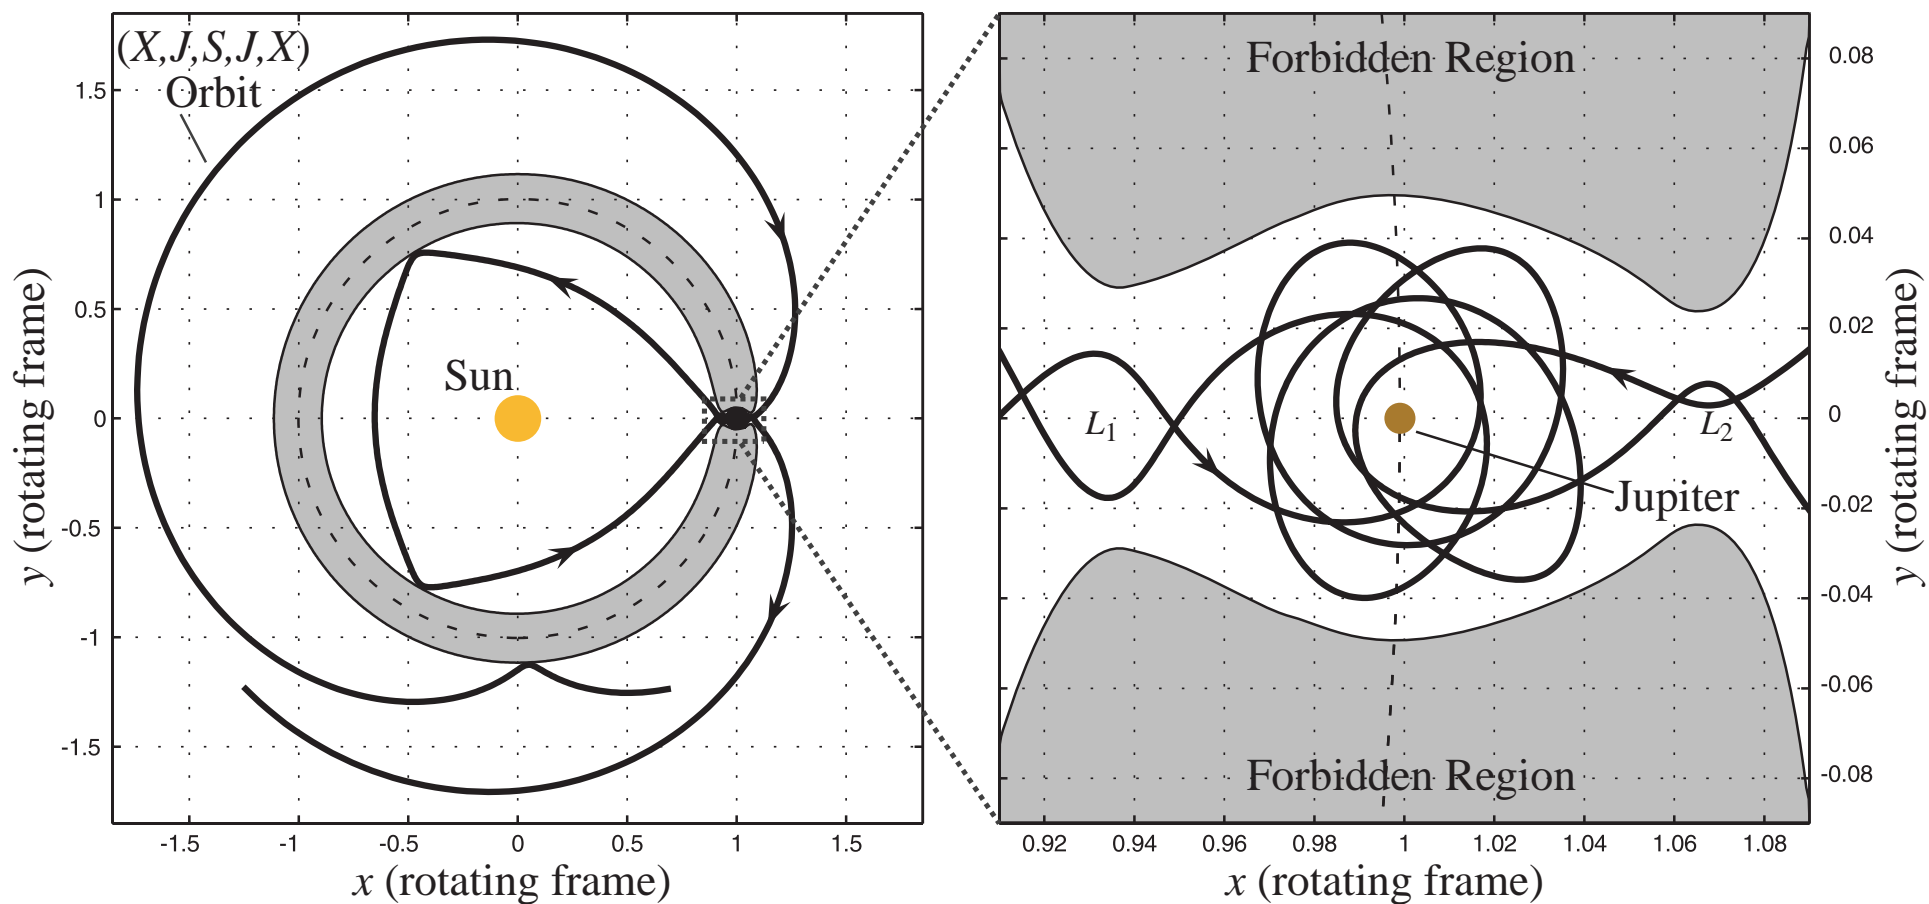 (X,J,S,J,X)
Orbit
Sun
1.5
1
0.5
0
-0.5
-1
-1.5
y (rotating frame)
-1.5
-1
-0.5
0
0.5
1
1.5
x (rotating frame)
Forbidden Region
L1
L2
Jupiter
Forbidden Region
0.08
0.06
0.04
0.02
0
-0.02
-0.04
-0.06
-0.08
y (rotating frame)
0.92
0.94
0.96
0.98
1
1.02
1.04
1.06
1.08
x (rotating frame)